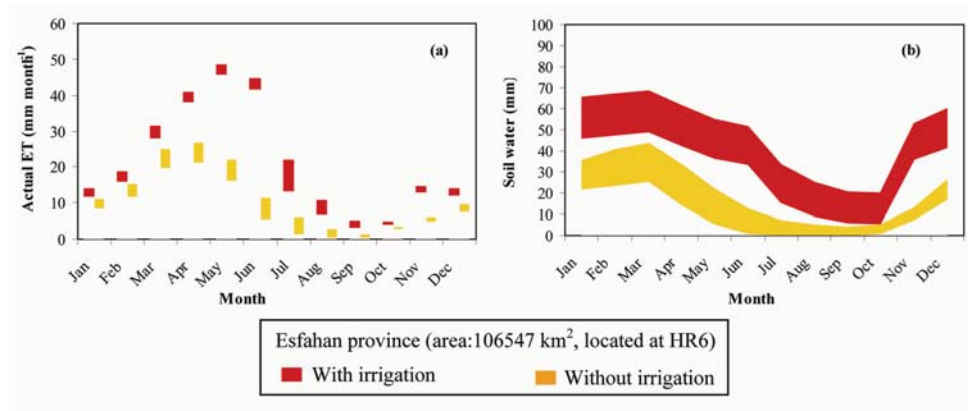 (a)
Actual ET (mm month¹)
60
50
40
30
20
10
0
Jan Feb Mar Apr May Jun Jul Aug Sep Oct Nov Dec
Month
(b)
Soil water (mm)
100
90
80
70
60
50
40
30
20
10
0
Jan Feb Mar Apr May Jun Jul Aug Sep Oct Nov Dec
Month
Esfahan province (area:106547 km², located at HR6)
With irrigation Without irrigation